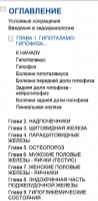 ОГЛАВЛЕНИЕ
Условные сокращения
Введение в эндокринологию
ГЛАВА 1. ГИПОТАЛАМО-
ГИПОФИЗА...
К НАЧАЛУ
Гипоталамус
Гипофиз
Болезни гипоталамуса
Болезни передней доли гипофиза
Задняя доля гипофиза -
нейрогипофиз
Болезни задней доли гипофиза
Пинеальная железа
Глава 2. НАДПОЧЕЧНИКИ
Глава 3. ЩИТОВИДНАЯ ЖЕЛЕЗА
Глава 4. ПАРАЩИТОВИДНЫЕ
ЖЕЛЕЗЫ
Глава 5. ОСТЕОПОРОЗ
Глава 6. МУЖСКИЕ ПОЛОВЫЕ
ЖЕЛЕЗЫ - ЯИЧКИ (ТЕСТИС)
Глава 7. ЖЕНСКИЕ ПОЛОВЫЕ
ЖЕЛЕЗЫ - ЯИЧНИКИ
Глава 8. ЭНДОКРИННАЯ ЧАСТЬ
ПОДЖЕЛУДОЧНОЙ ЖЕЛЕЗЫ
Глава 9. ГИПОГЛИКЕМИЧЕСКИЕ
СОСТОЯНИЯ